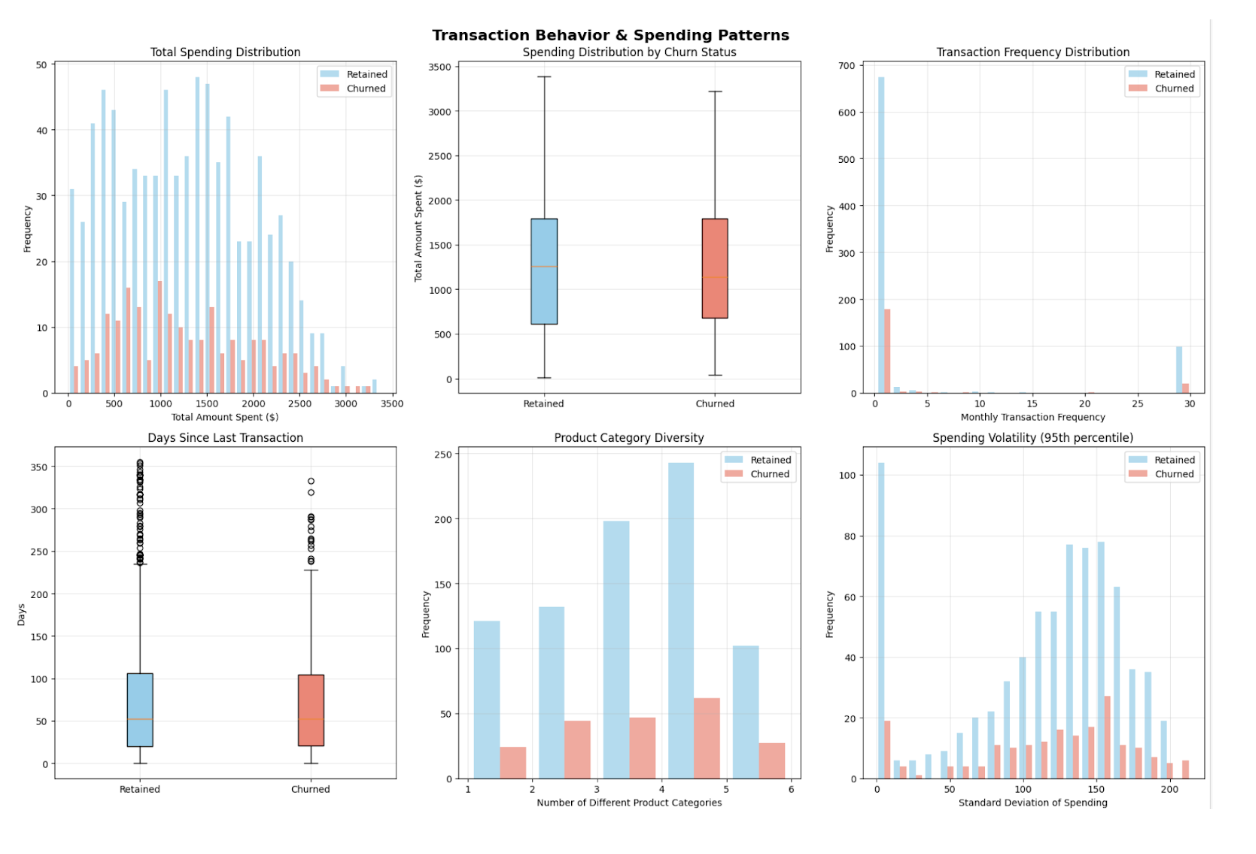 Transaction Behavior & Spending Patterns
Total Spending Distribution
Frequency
50
40
30
20
10
0
0 500 1000 1500 2000 2500 3000 3500
Total Amount Spent ($)
Retained
Churned
Spending Distribution by Churn Status
Total Amount Spent ($)
3500
3000
2500
2000
1500
1000
500
0
Retained Churned
Transaction Frequency Distribution
Frequency
700
600
500
400
300
200
100
0
0 5 10 15 20 25 30
Monthly Transaction Frequency
Retained
Churned
Days Since Last Transaction
Days
350
300
250
200
150
100
50
0
Retained Churned
Product Category Diversity
Frequency
250
200
150
100
50
0
1 2 3 4 5 6
Number of Different Product Categories
Retained
Churned
Spending Volatility (95th percentile)
Frequency
100
80
60
40
20
0
0 50 100 150 200
Standard Deviation of Spending
Retained
Churned